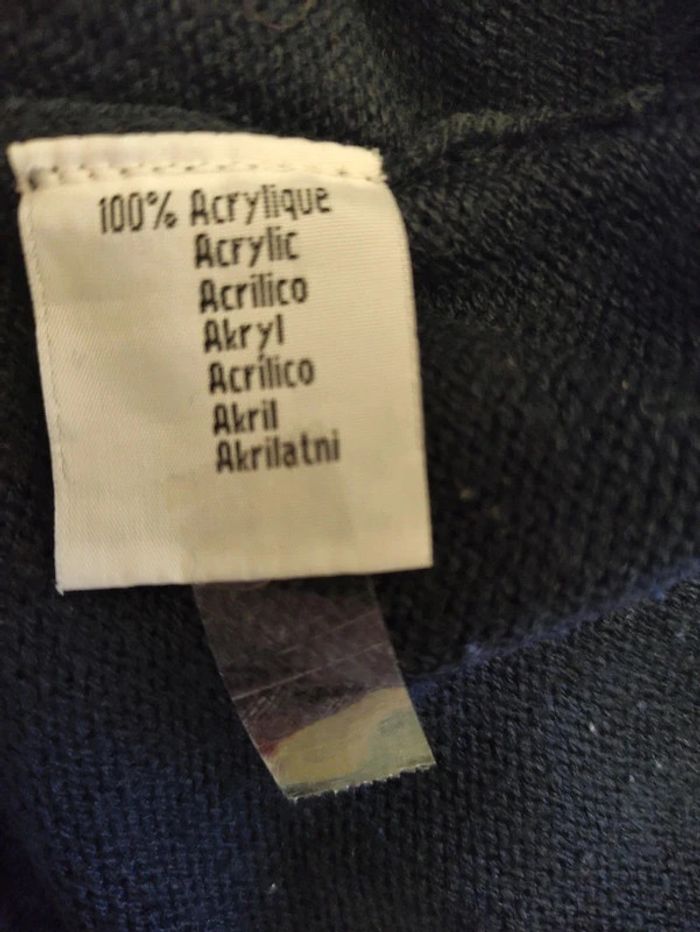 100% Acrylique
Acrylic
Acrilico
Akryl
Acrílico
Akril
Akrilatni